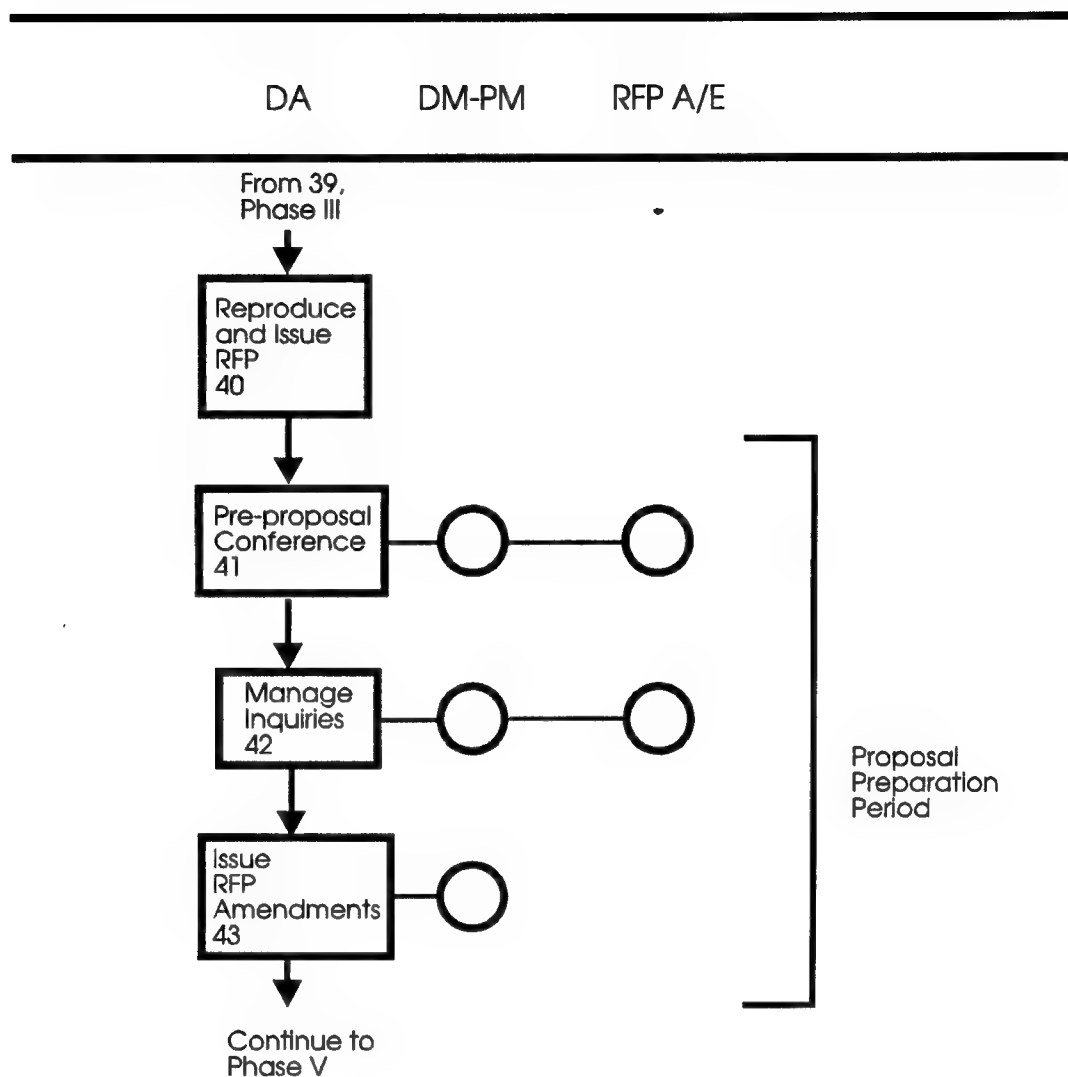 DA DM-PM RFP A/E
From 39,
Phase III
Reproduce
and Issue
RFP
40
Pre-proposal
Conference
41
Manage
Inquiries
42
Issue
RFP
Amendments
43
Proposal
Preparation
Period
Continue to
Phase V